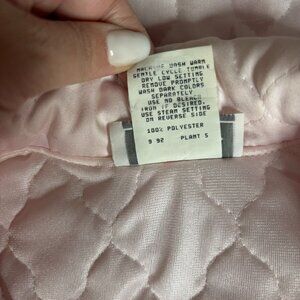 MACHINE WASH WARM
GENTLE CYCLE TUMBLE
DRY LOW SETTING
REMOVE PROMPTLY
WASH DARK COLORS
SEPARATELY
USE NO BLEACH
IRON IF DESIRED,
USE STEAM SETTING
ON REVERSE SIDE
100% POLYESTER
9 92 PLANT 5